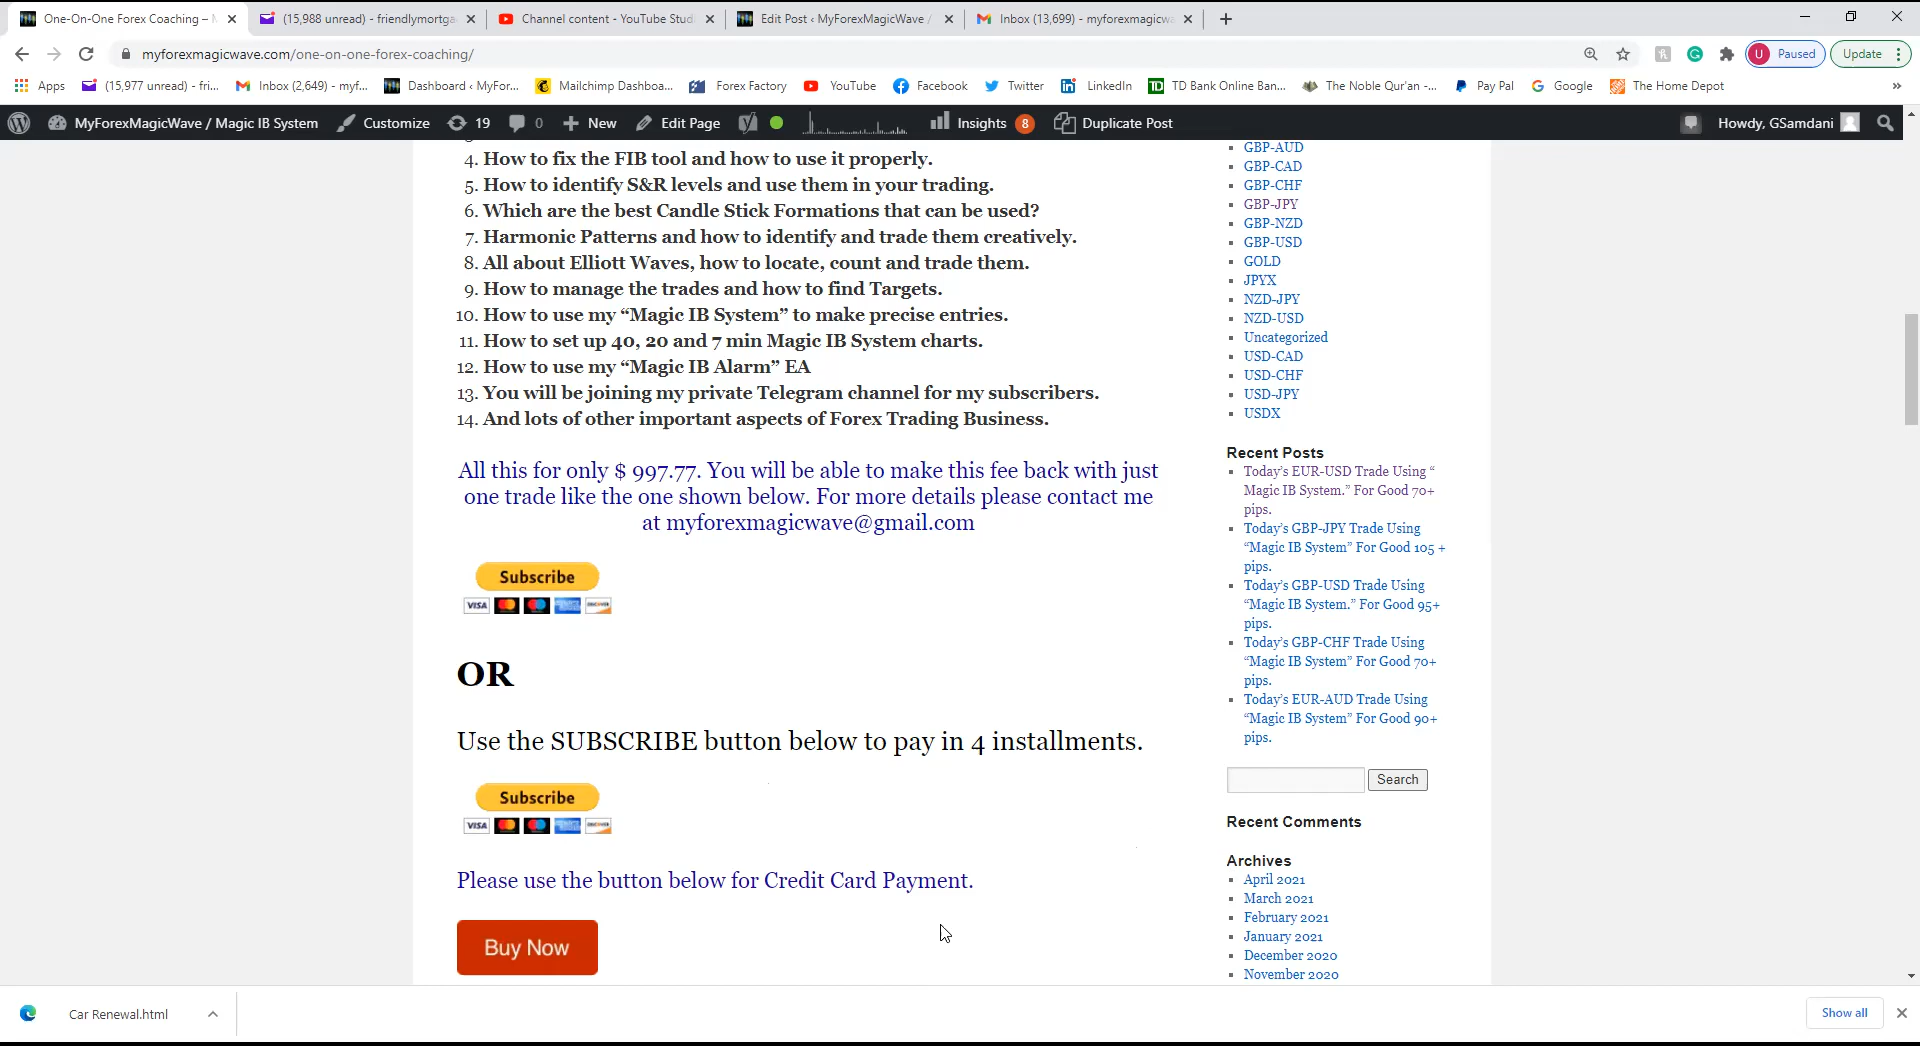 One-On-One Forex Coaching –
(15,988 unread) - friendlymortga
Channel content - YouTube Stud
Edit Post ‹ MyForexMagicWave /
Inbox (13,699) - myforexmagicwa
myforexmagicwave.com/one-on-one-forex-coaching/
U Paused
Update
Apps
(15,977 unread) - fri...
Inbox (2,649) - myf...
Dashboard ‹ MyFor...
Mailchimp Dashboa...
Forex Factory
YouTube
Facebook
Twitter
LinkedIn
TD Bank Online Ban...
The Noble Qur'an -...
Pay Pal
Google
The Home Depot
»
MyForexMagicWave / Magic IB System
Customize
19
0
New
Edit Page
Insights 8
Duplicate Post
Howdy, GSamdani
4. How to fix the FIB tool and how to use it properly.
5. How to identify S&R levels and use them in your trading.
6. Which are the best Candle Stick Formations that can be used?
7. Harmonic Patterns and how to identify and trade them creatively.
8. All about Elliott Waves, how to locate, count and trade them.
9. How to manage the trades and how to find Targets.
10. How to use my “Magic IB System” to make precise entries.
11. How to set up 40, 20 and 7 min Magic IB System charts.
12. How to use my “Magic IB Alarm” EA
13. You will be joining my private Telegram channel for my subscribers.
14. And lots of other important aspects of Forex Trading Business.
All this for only $ 997.77. You will be able to make this fee back with just
one trade like the one shown below. For more details please contact me
at myforexmagicwave@gmail.com
Subscribe
VISA
OR
Use the SUBSCRIBE button below to pay in 4 installments.
Subscribe
VISA
Please use the button below for Credit Card Payment.
Buy Now
GBP-AUD
GBP-CAD
GBP-CHF
GBP-JPY
GBP-NZD
GBP-USD
GOLD
JPYX
NZD-JPY
NZD-USD
Uncategorized
USD-CAD
USD-CHF
USD-JPY
USDX
Recent Posts
Today’s EUR-USD Trade Using “
Magic IB System.” For Good 70+
pips.
Today’s GBP-JPY Trade Using
“Magic IB System” For Good 105 +
pips.
Today’s GBP-USD Trade Using
“Magic IB System.” For Good 95+
pips.
Today’s GBP-CHF Trade Using
“Magic IB System” For Good 70+
pips.
Today’s EUR-AUD Trade Using
“Magic IB System” For Good 90+
pips.
Search
Recent Comments
Archives
April 2021
March 2021
February 2021
January 2021
December 2020
November 2020
Car Renewal.html
Show all